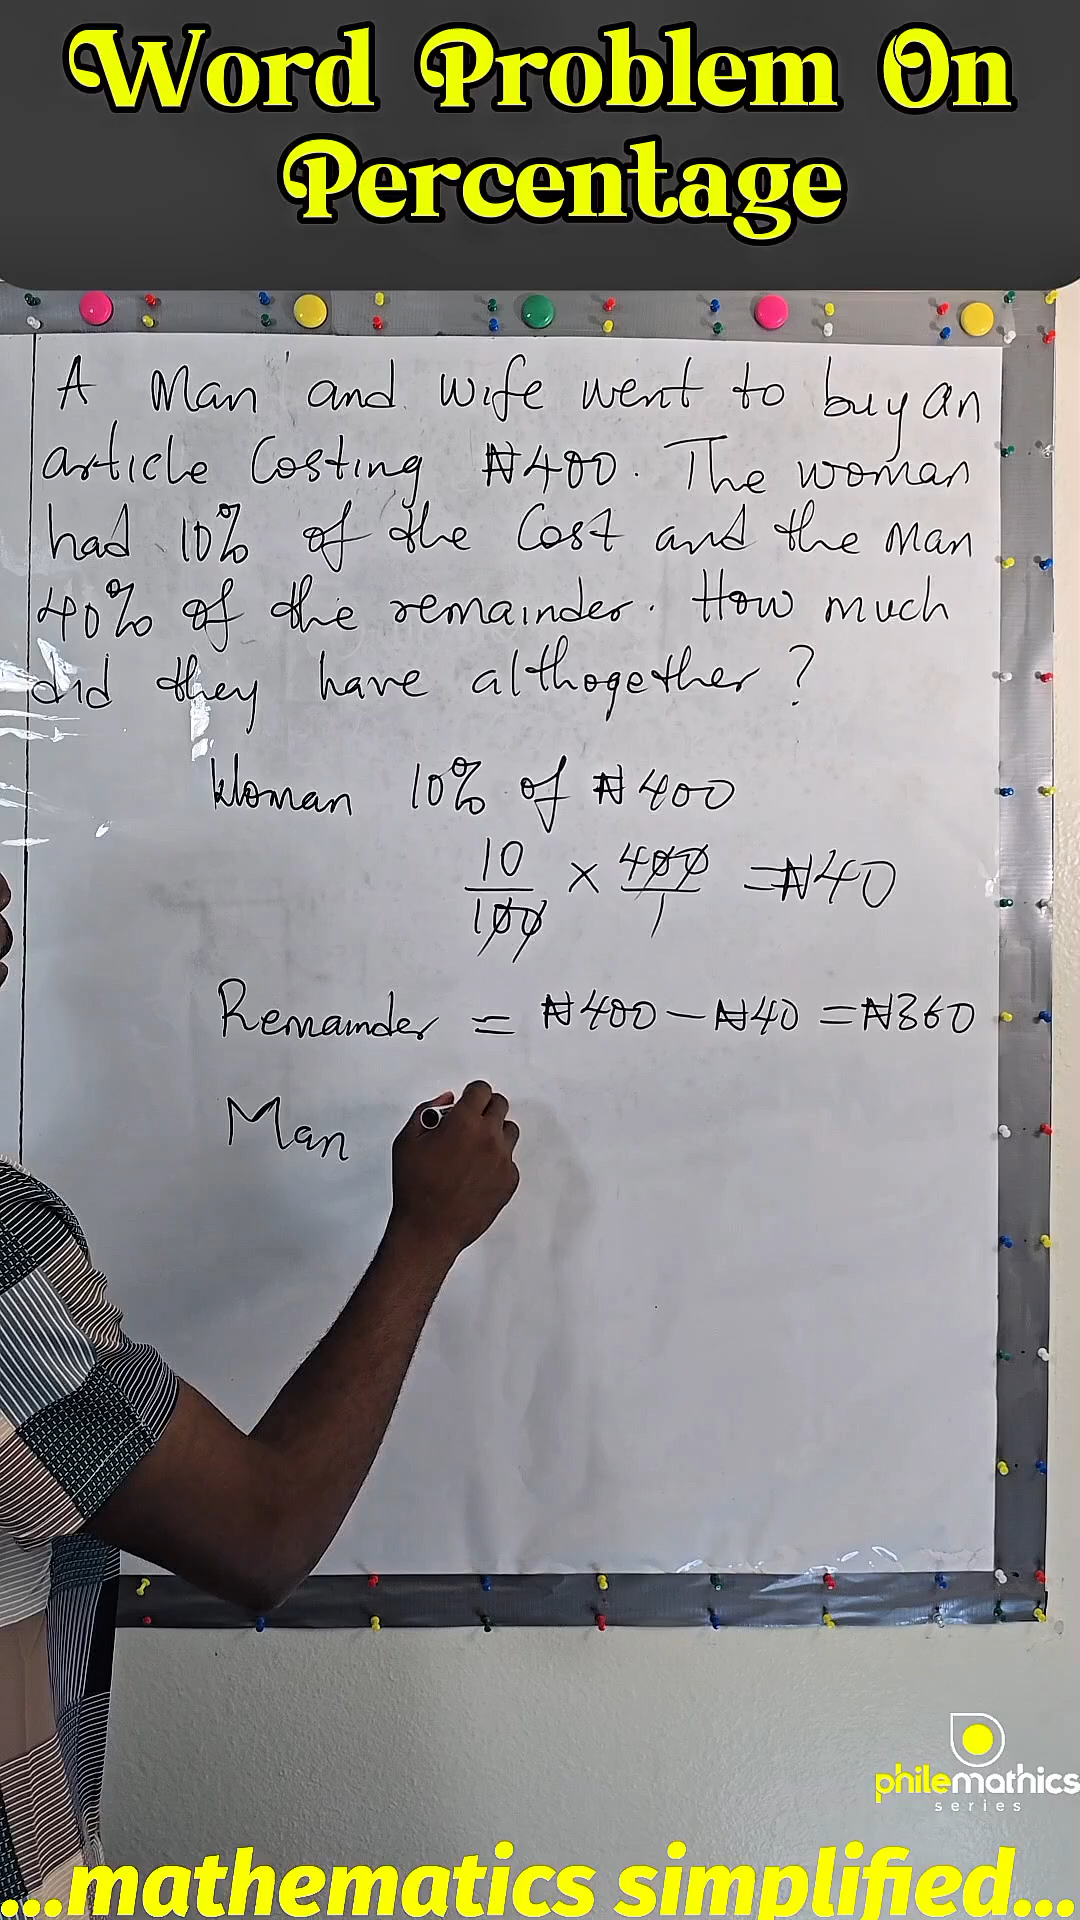 Word Problem On
Percentage
A Man and wife went to buy an
article Costing ₦400. The woman
had 10% of the Cost and the Man
40% of the remainder. How much
did they have althogether?
Woman 10% of ₦400
10/100 × 400/1 = ₦40
Remainder = ₦400 - ₦40 = ₦360
Man
philemathics
series
...mathematics simplified...